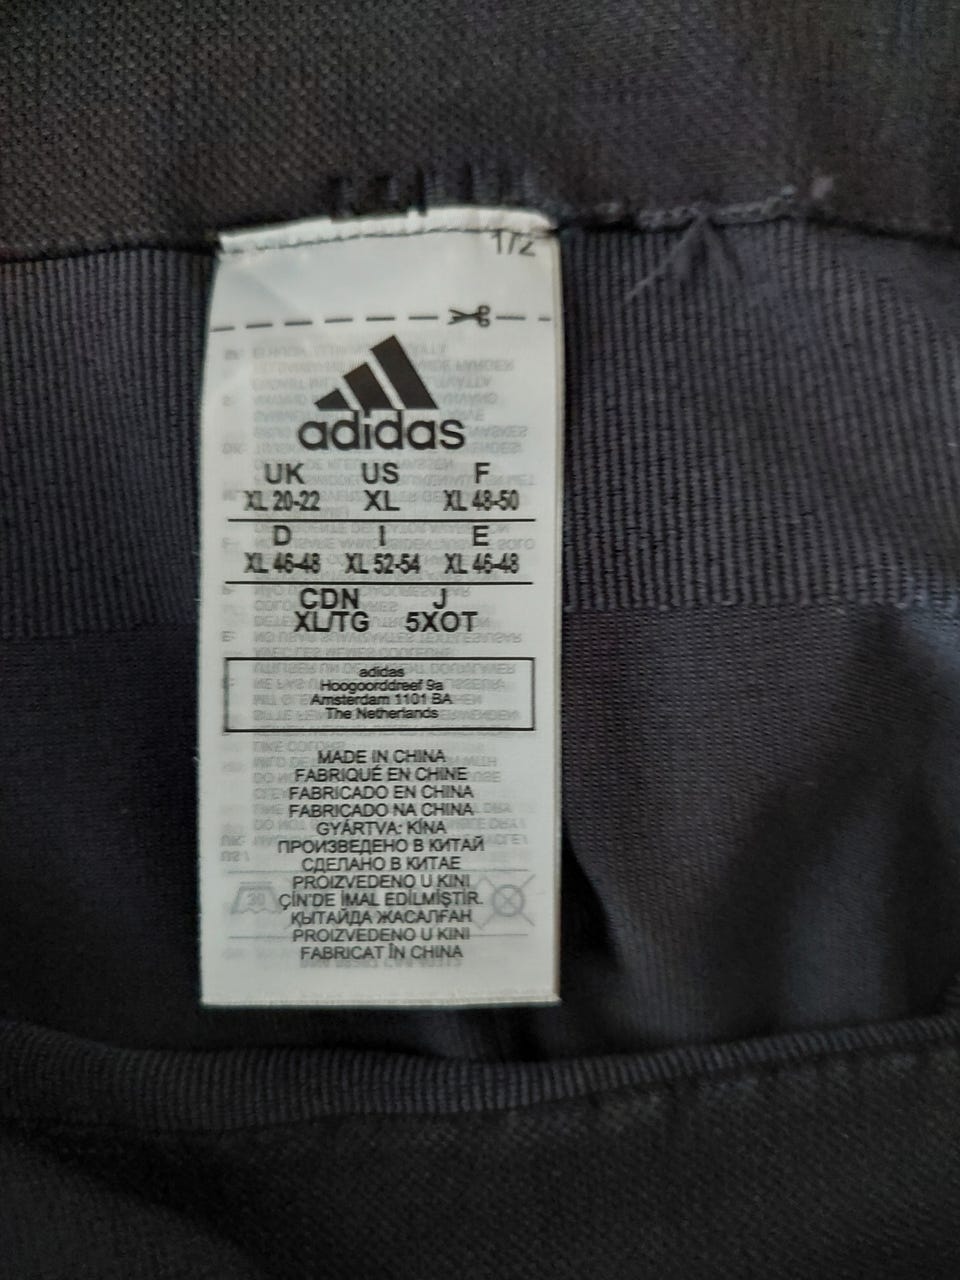 1/2
adidas
UK US F
XL 20-22 XL XL 48-50
D I E
XL 46-48 XL 52-54 XL 46-48
CDN J
XL/TG 5XOT
adidas
Hoogoorddreef 9a
Amsterdam 1101 BA
The Netherlands
MADE IN CHINA
FABRIQUÉ EN CHINE
FABRICADO EN CHINA
FABRICADO NA CHINA
GYÁRTVA: KÍNA
ПРОИЗВЕДЕНО В КИТАЙ
СДЕЛАНО В КИТАЕ
PROIZVEDENO U KINI
ÇİN'DE İMAL EDİLMİŞTİR.
ҚЫТАЙДА ЖАСАЛҒАН
PROIZVEDENO U KINI
FABRICAT ÎN CHINA